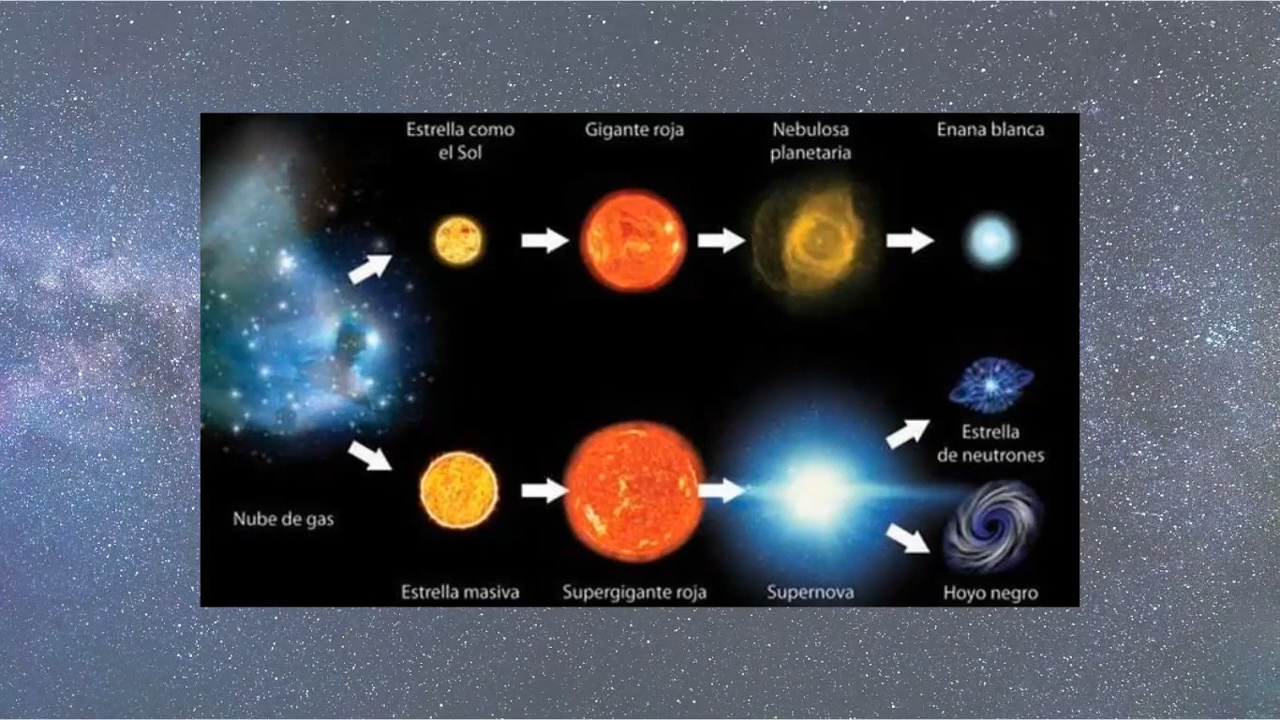 Estrella como
el Sol
Gigante roja
Nebulosa
planetaria
Enana blanca
Estrella
de neutrones
Nube de gas
Estrella masiva
Supergigante roja
Supernova
Hoyo negro